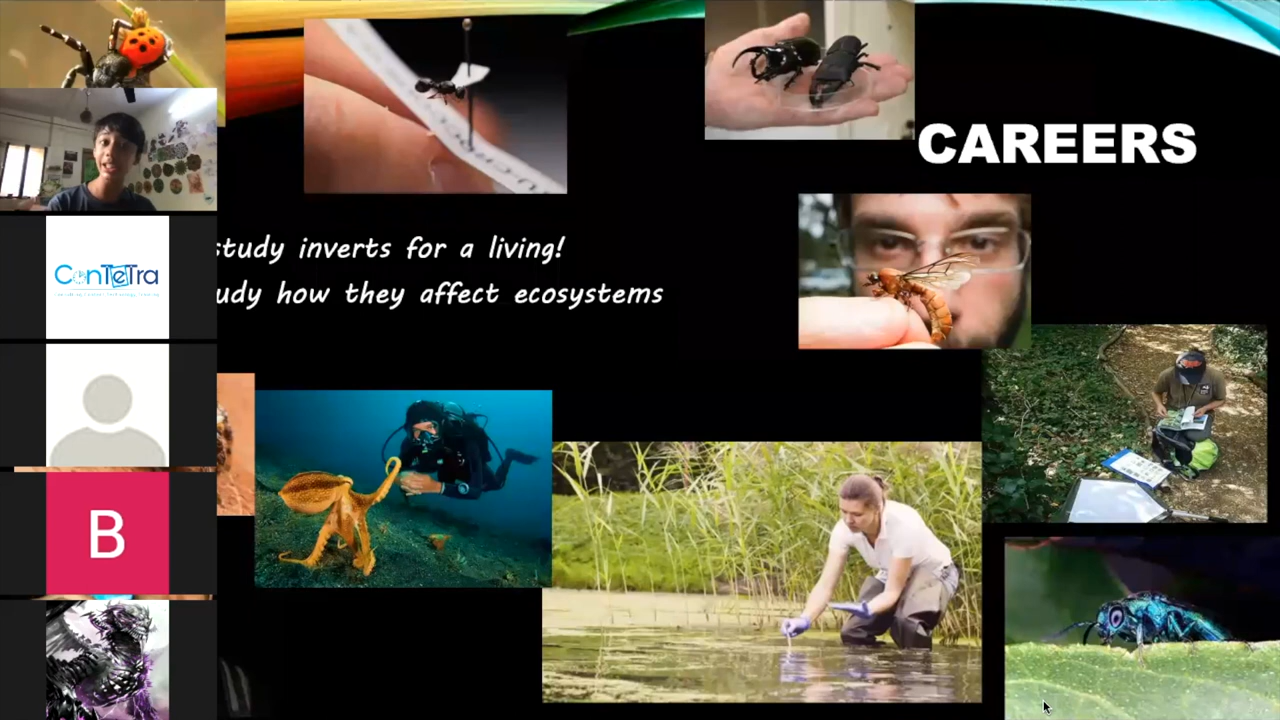 CAREERS
study inverts for a living!
udy how they affect ecosystems
ConTeTra
B